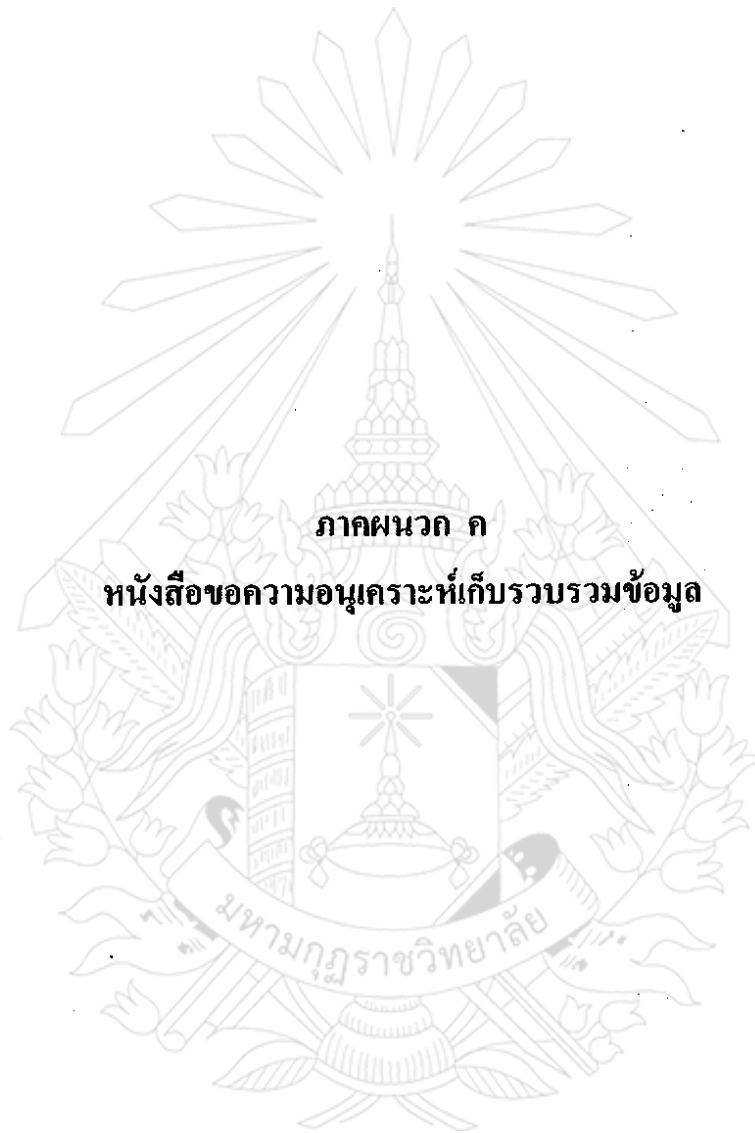 ภาคผนวก ค
หนังสือขอความอนุเคราะห์เก็บรวบรวมข้อมูล
มหามกุฏราชวิทยาลัย